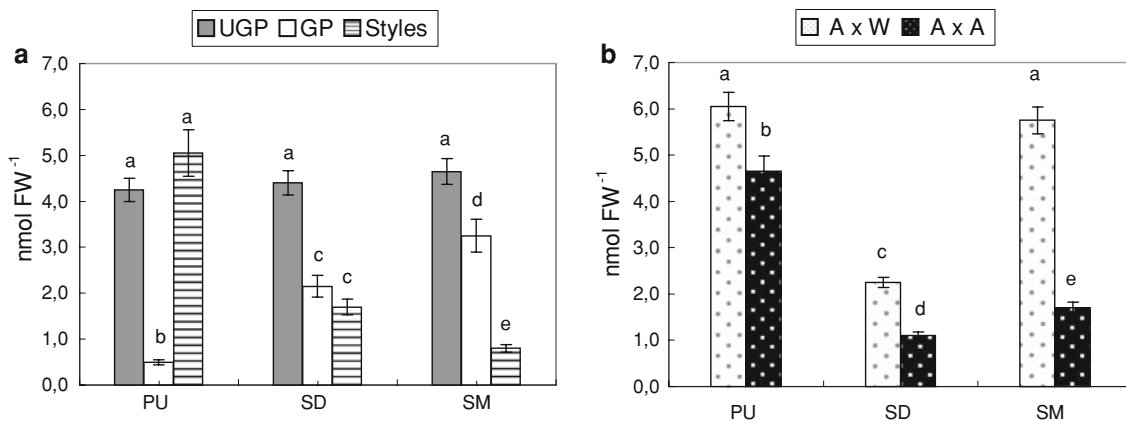 UGP GP Styles
a
7,0
6,0
5,0
4,0
3,0
2,0
1,0
0,0
nmol FW-1
a b a
a c c
a d e
PU SD SM
A x W A x A
b
7,0
6,0
5,0
4,0
3,0
2,0
1,0
0,0
nmol FW-1
a b
c d
a e
PU SD SM